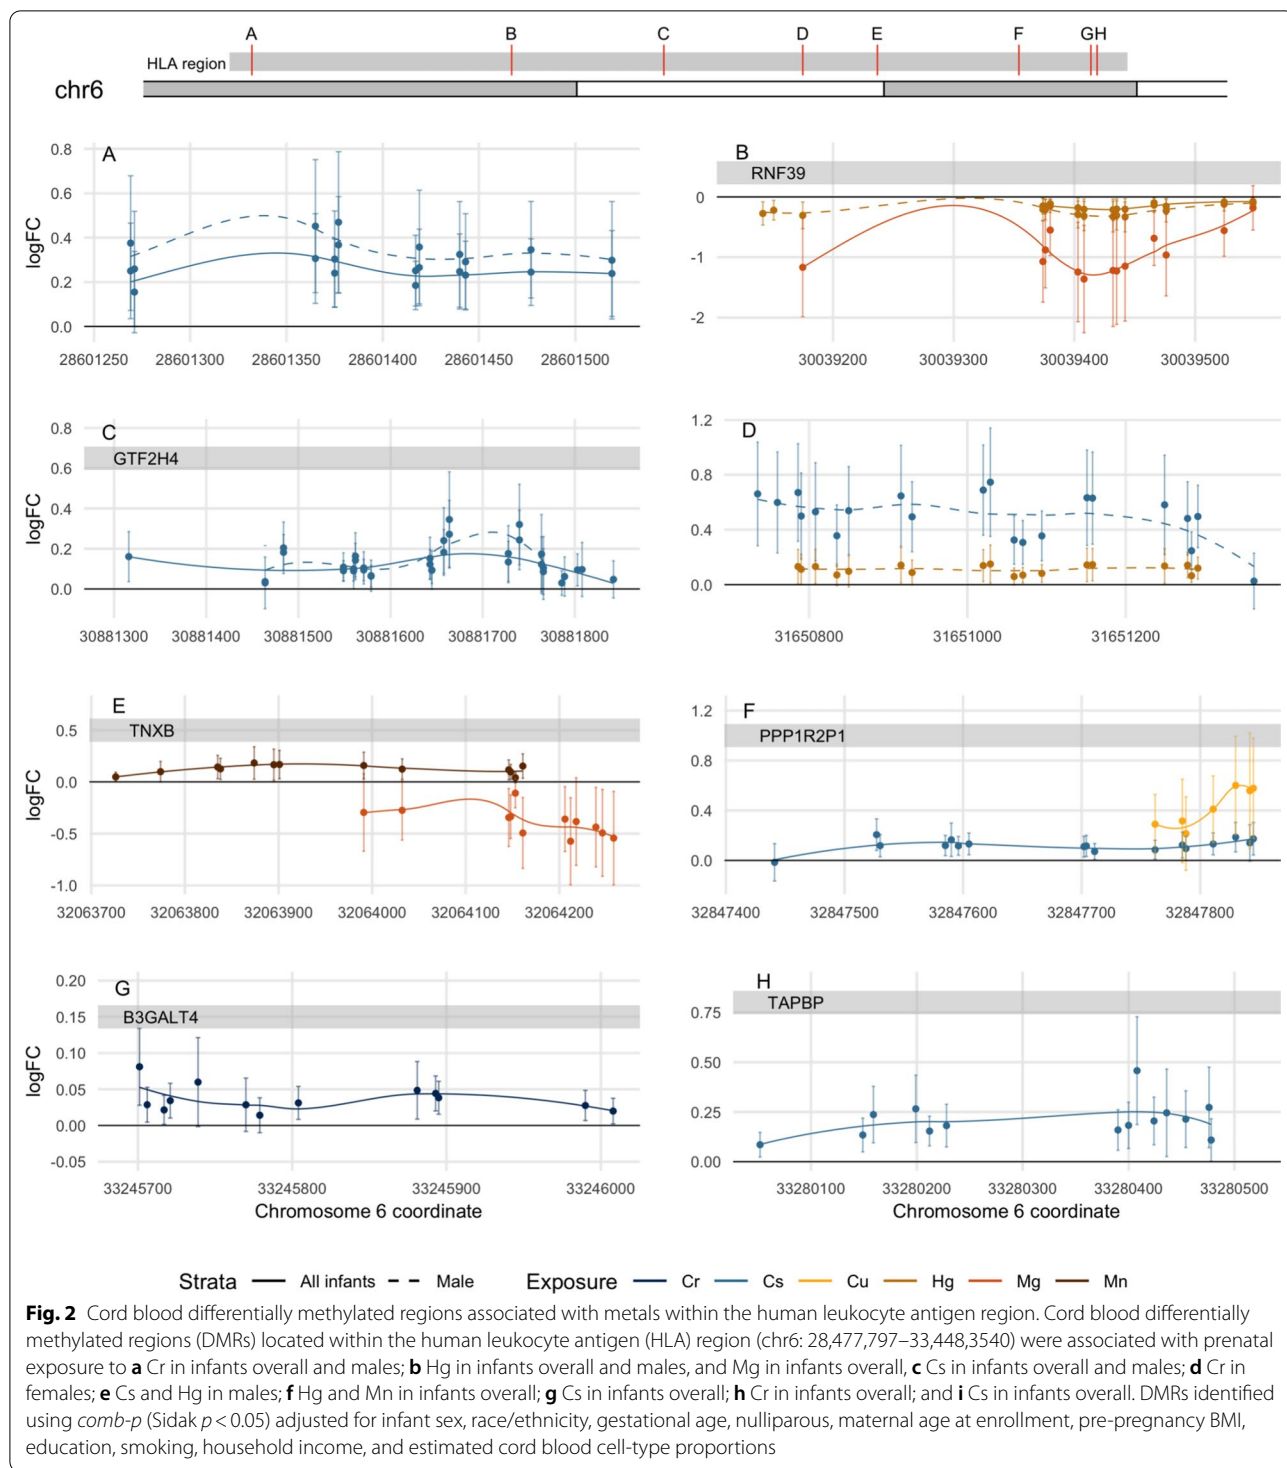 A B C D E F G H
HLA region
chr6
A
0.8
0.6
0.4
0.2
0.0
logFC
28601250 28601300 28601350 28601400 28601450 28601500
B
RNF39
0
-1
-2
30039200 30039300 30039400 30039500
C
GTF2H4
0.8
0.6
0.4
0.2
0.0
logFC
30881300 30881400 30881500 30881600 30881700 30881800
D
1.2
0.8
0.4
0.0
31650800 31651000 31651200
E
TNXB
0.5
0.0
-0.5
-1.0
logFC
32063700 32063800 32063900 32064000 32064100 32064200
F
PPP1R2P1
1.2
0.8
0.4
0.0
32847400 32847500 32847600 32847700 32847800
G
B3GALT4
0.20
0.15
0.10
0.05
0.00
-0.05
logFC
33245700 33245800 33245900 33246000
Chromosome 6 coordinate
H
TAPBP
0.75
0.50
0.25
0.00
33280100 33280200 33280300 33280400 33280500
Chromosome 6 coordinate
Strata All infants Male Exposure Cr Cs Cu Hg Mg Mn
Fig. 2 Cord blood differentially methylated regions associated with metals within the human leukocyte antigen region. Cord blood differentially
methylated regions (DMRs) located within the human leukocyte antigen (HLA) region (chr6: 28,477,797–33,448,3540) were associated with prenatal
exposure to a Cr in infants overall and males; b Hg in infants overall and males, and Mg in infants overall, c Cs in infants overall and males; d Cr in
females; e Cs and Hg in males; f Hg and Mn in infants overall; g Cs in infants overall; h Cr in infants overall; and i Cs in infants overall. DMRs identified
using comb-p (Sidak p < 0.05) adjusted for infant sex, race/ethnicity, gestational age, nulliparous, maternal age at enrollment, pre-pregnancy BMI,
education, smoking, household income, and estimated cord blood cell-type proportions